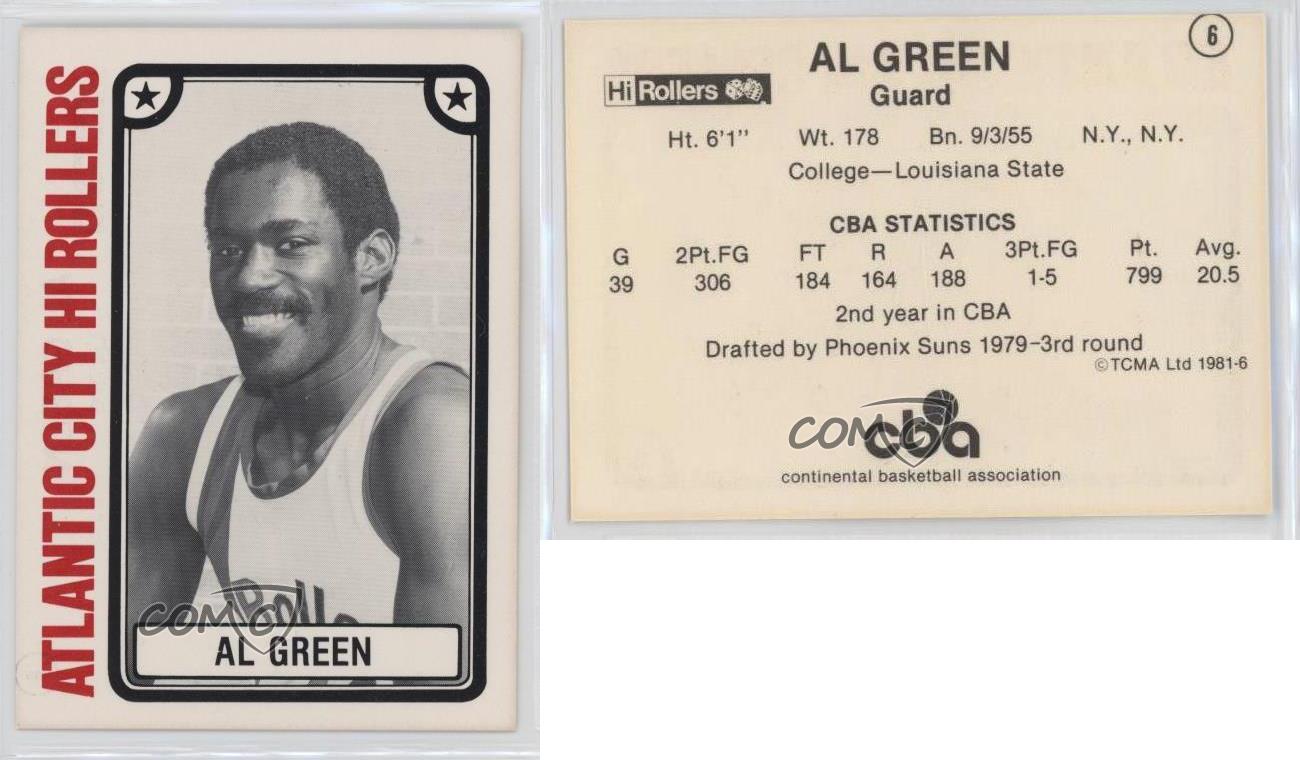 ATLANTIC CITY HI ROLLERS
Rolle
COMC
AL GREEN
6
AL GREEN
Hi Rollers
Guard
Ht. 6'1" Wt. 178 Bn. 9/3/55 N.Y., N.Y.
College—Louisiana State
CBA STATISTICS
G 2Pt.FG FT R A 3Pt.FG Pt. Avg.
39 306 184 164 188 1-5 799 20.5
2nd year in CBA
Drafted by Phoenix Suns 1979-3rd round
©TCMA Ltd 1981-6
COMC
cba
continental basketball association